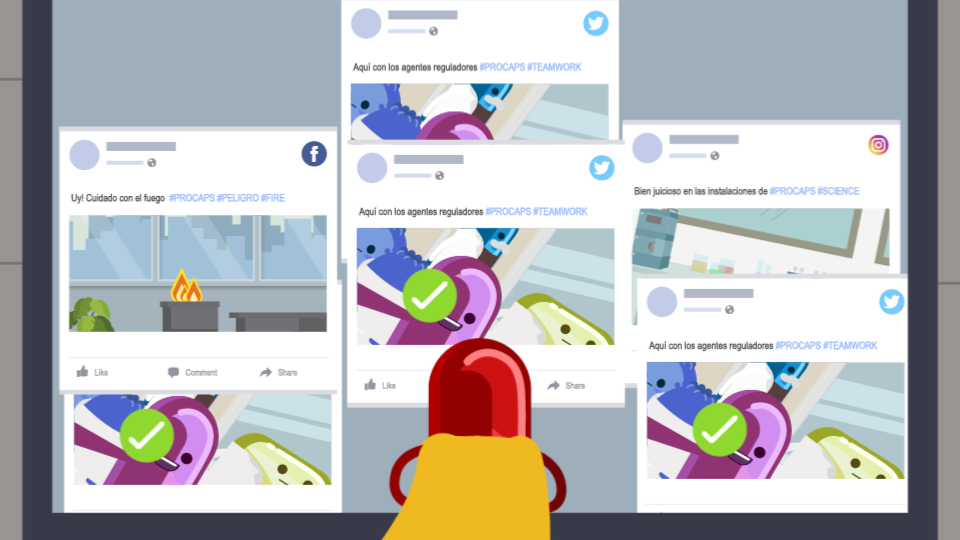 Aquí con los agentes reguladores #PROCAPS #TEAMWORK
Uy! Cuidado con el fuego #PROCAPS #PELIGRO #FIRE
Like
Comment
Share
Aquí con los agentes reguladores #PROCAPS #TEAMWORK
Like
Share
Bien juicioso en las instalaciones de #PROCAPS #SCIENCE
Aquí con los agentes reguladores #PROCAPS #TEAMWORK